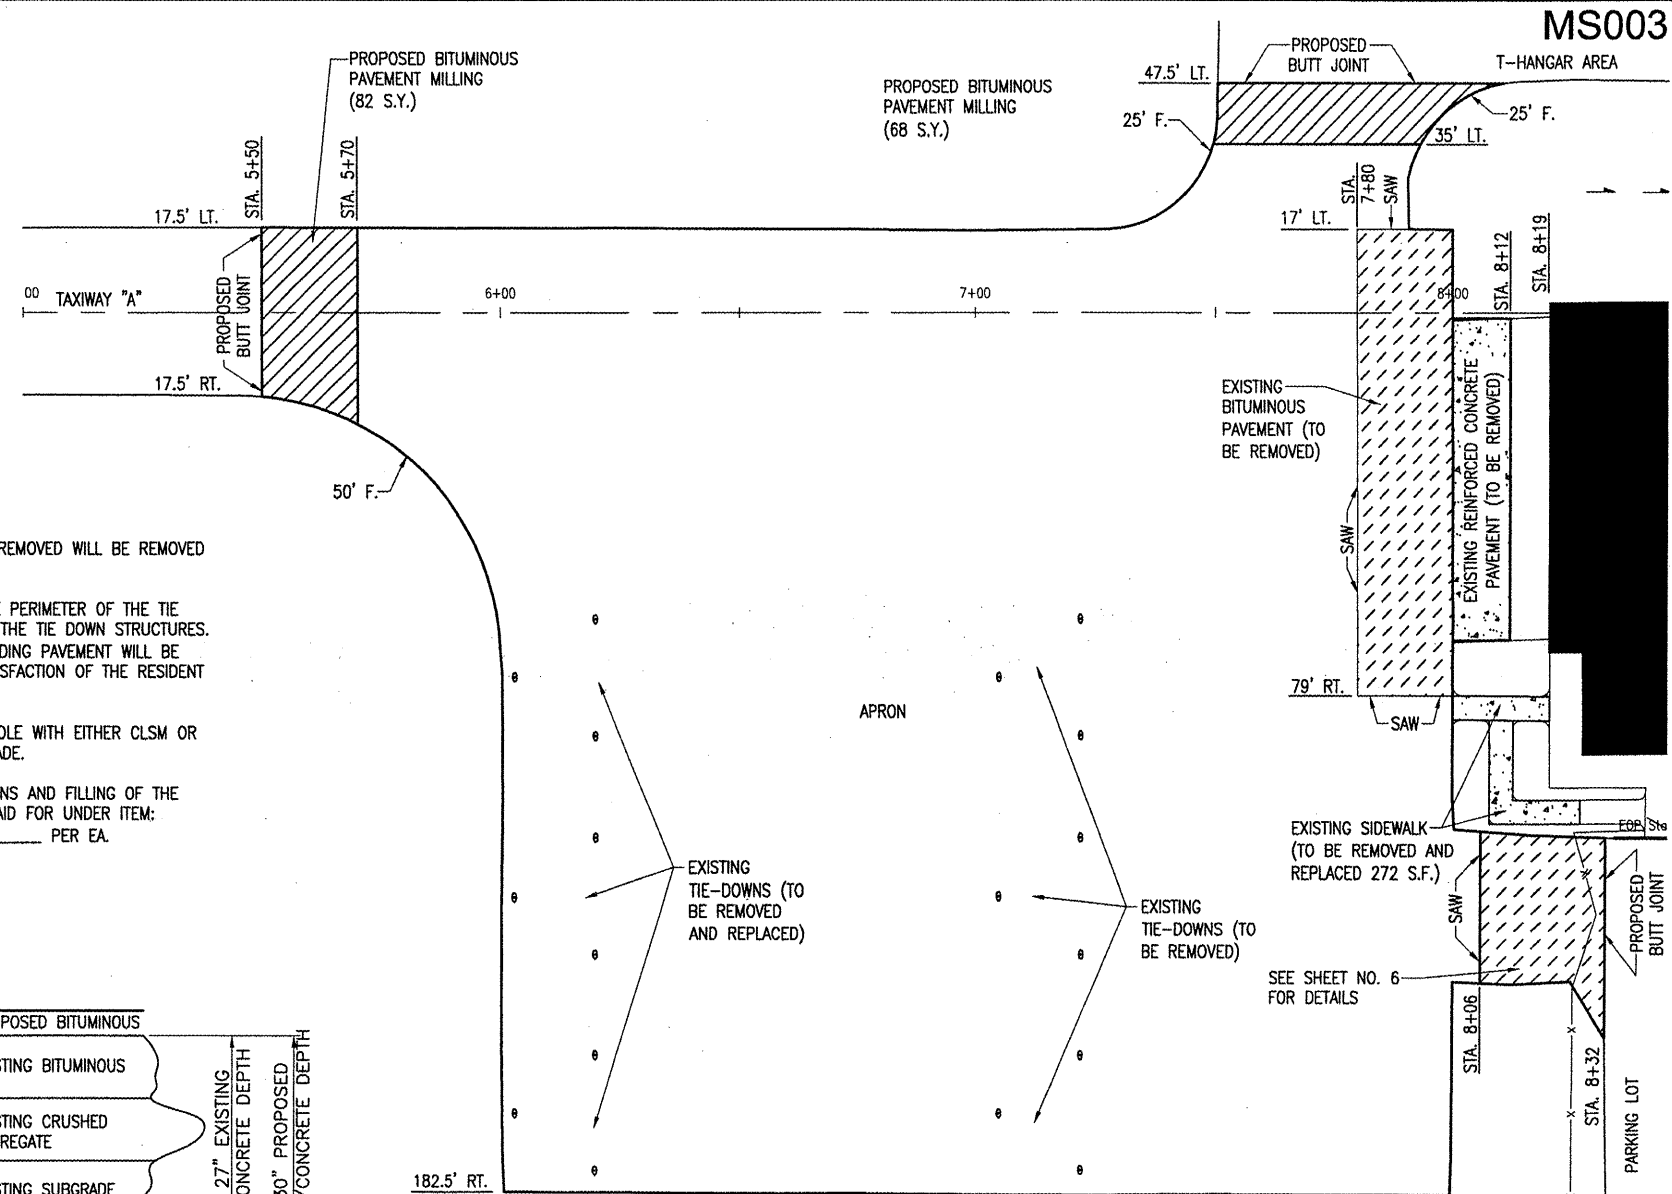 MS003
PROPOSED BITUMINOUS
PAVEMENT MILLING
(82 S.Y.)
PROPOSED BITUMINOUS
PAVEMENT MILLING
(68 S.Y.)
47.5' LT.
PROPOSED
BUTT JOINT
T-HANGAR AREA
25' F.
25' F.
35' LT.
STA. 5+50
STA. 5+70
17.5' LT.
STA.
7+80
SAW
17' LT.
STA. 8+12
STA. 8+19
00
TAXIWAY "A"
PROPOSED
BUTT JOINT
6+00
7+00
8+00
17.5' RT.
EXISTING
BITUMINOUS
PAVEMENT (TO
BE REMOVED)
EXISTING REINFORCED CONCRETE
PAVEMENT (TO BE REMOVED)
50' F.
SAW
REMOVED WILL BE REMOVED
PERIMETER OF THE TIE
THE TIE DOWN STRUCTURES.
DING PAVEMENT WILL BE
SFACTION OF THE RESIDENT
79' RT.
SAW
APRON
OLE WITH EITHER CLSM OR
ADE.
NS AND FILLING OF THE
AID FOR UNDER ITEM:
____ PER EA.
EXISTING SIDEWALK
(TO BE REMOVED AND
REPLACED 272 S.F.)
EOP Sta
EXISTING
TIE-DOWNS (TO
BE REMOVED
AND REPLACED)
EXISTING
TIE-DOWNS (TO
BE REMOVED)
SAW
PROPOSED
BUTT JOINT
SEE SHEET NO. 6
FOR DETAILS
STA. 8+06
STA. 8+32
PARKING LOT
POSED BITUMINOUS
STING BITUMINOUS
STING CRUSHED
REGATE
STING SUBGRADE
27" EXISTING
ONCRETE DEPTH
30" PROPOSED
/CONCRETE DEPTH
182.5' RT.